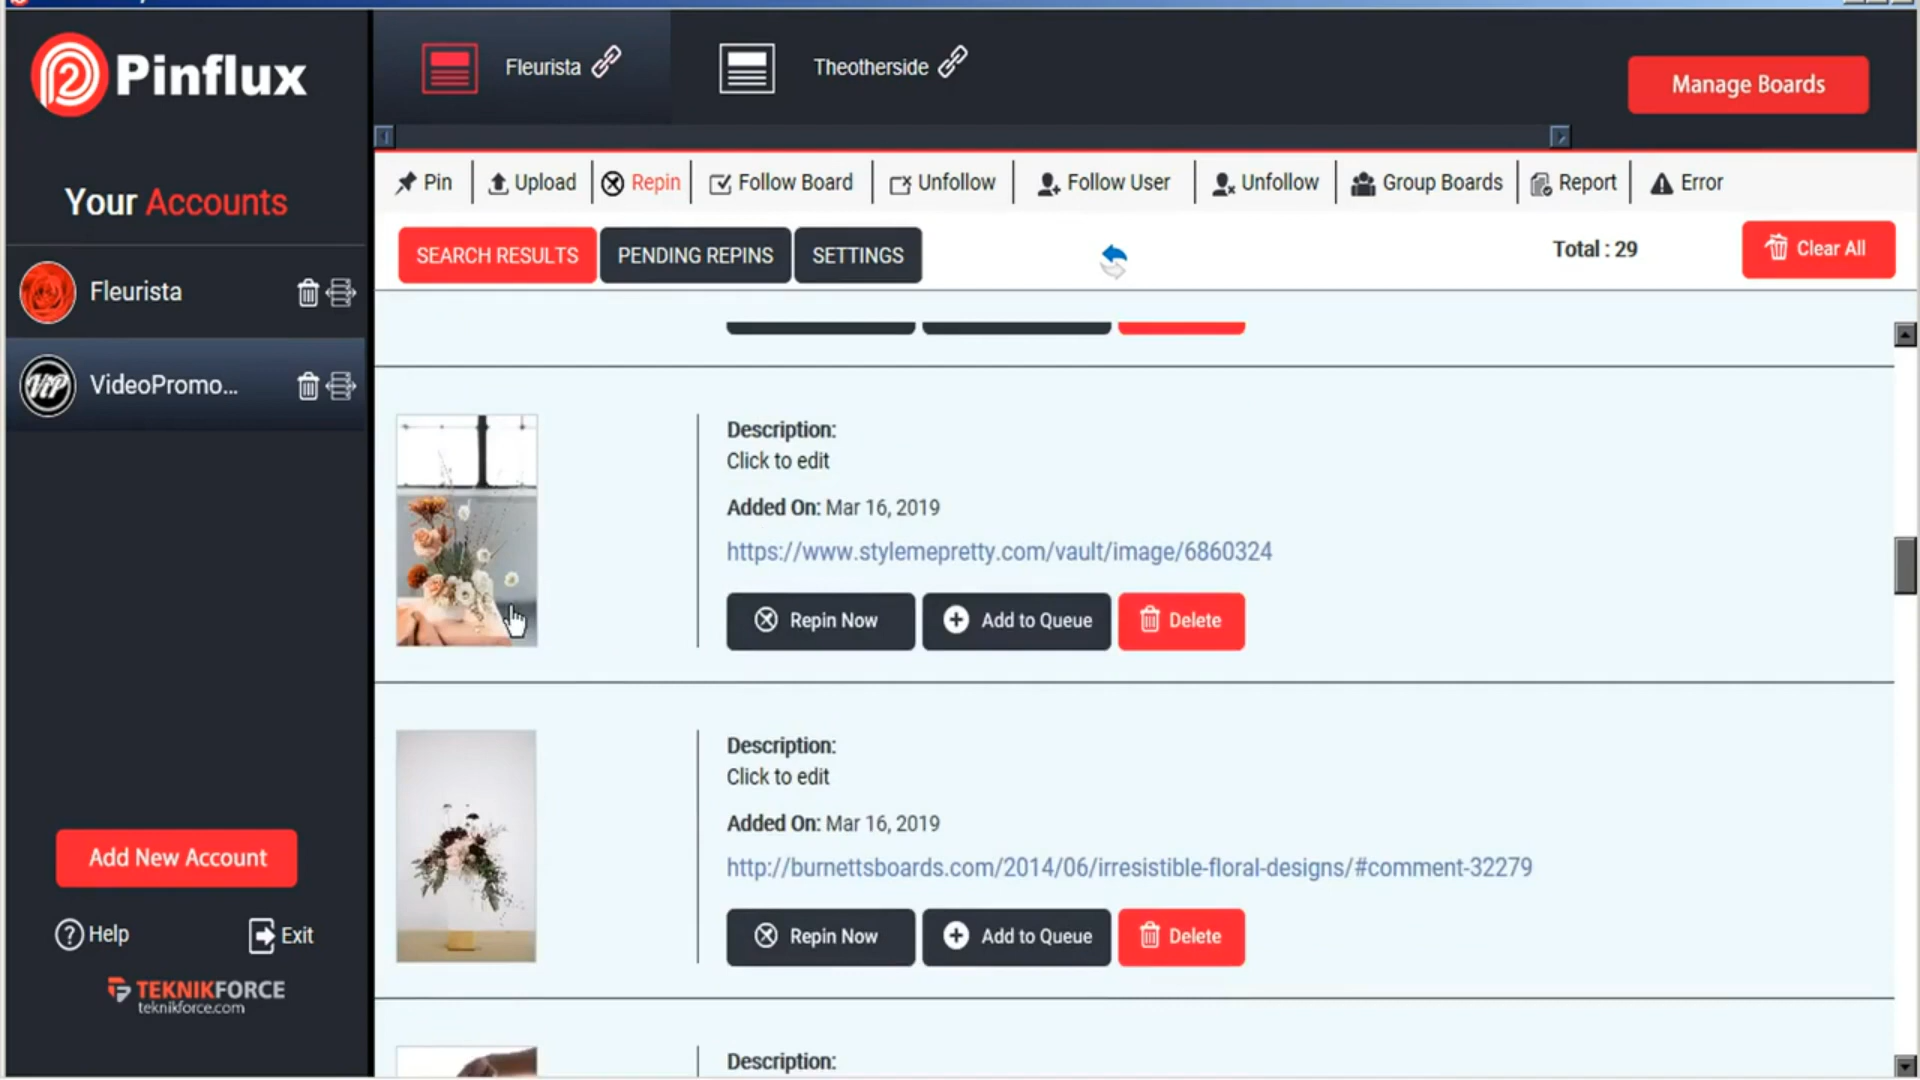 Pinflux
Fleurista
Theotherside
Manage Boards
Your Accounts
Pin
Upload
Repin
Follow Board
Unfollow
Follow User
Unfollow
Group Boards
Report
Error
SEARCH RESULTS
PENDING REPINS
SETTINGS
Total : 29
Clear All
Fleurista
ViP
VideoPromo...
Description:
Click to edit
Added On: Mar 16, 2019
https://www.stylemepretty.com/vault/image/6860324
Repin Now
Add to Queue
Delete
Description:
Click to edit
Added On: Mar 16, 2019
http://burnettsboards.com/2014/06/irresistible-floral-designs/#comment-32279
Repin Now
Add to Queue
Delete
Description:
Add New Account
Help
Exit
TEKNIKFORCE
teknikforce.com